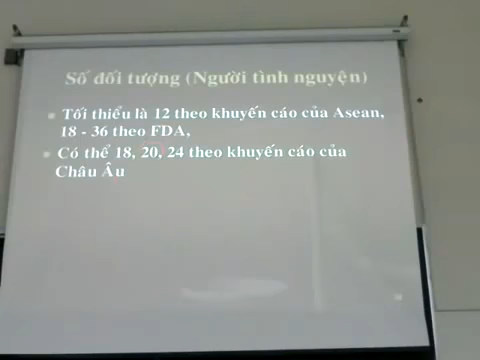 Số đối tượng (Người tình nguyện)
Tối thiểu là 12 theo khuyến cáo của Asean,
18 - 36 theo FDA,
Có thể 18, 20, 24 theo khuyến cáo của
Châu Âu